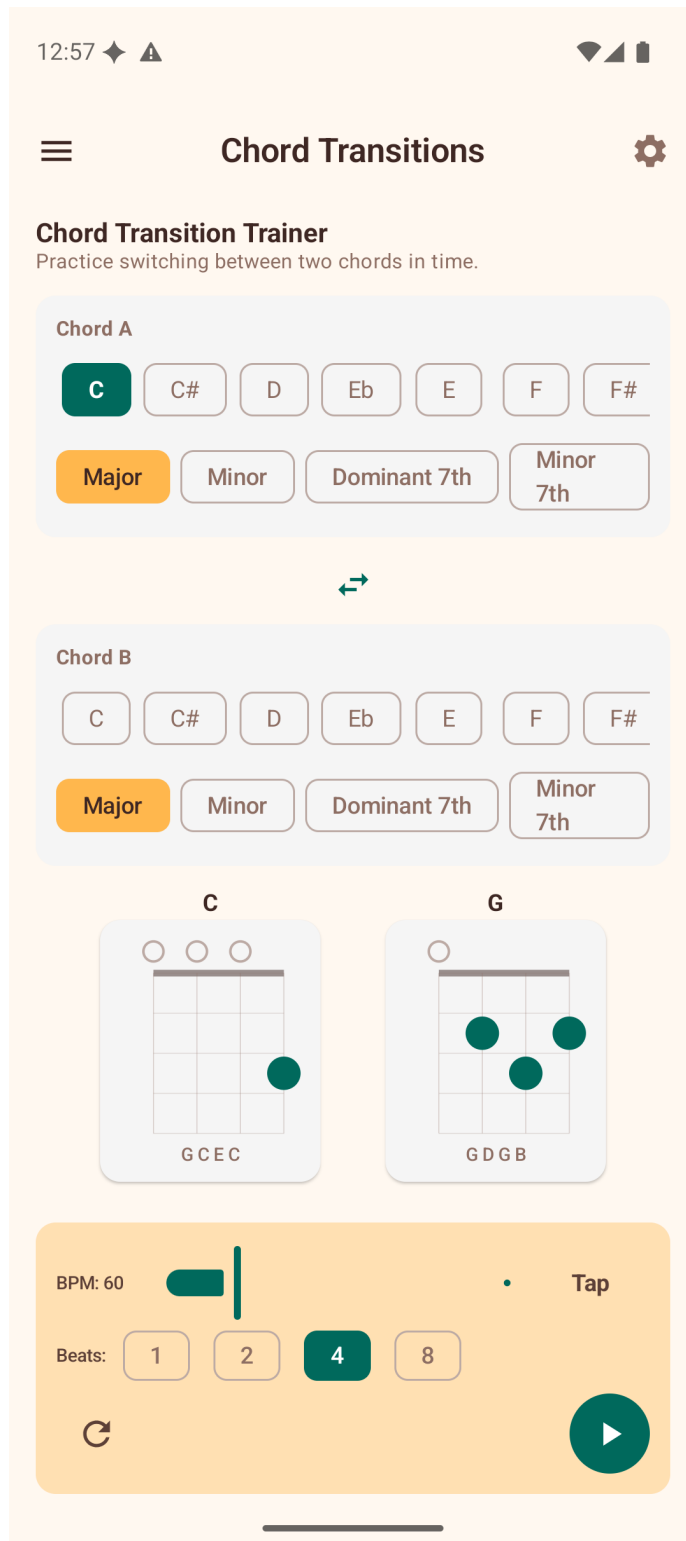 12:57
Chord Transitions
Chord Transition Trainer
Practice switching between two chords in time.
Chord A
C C# D Eb E F F#
Major Minor Dominant 7th Minor 7th
Chord B
C C# D Eb E F F#
Major Minor Dominant 7th Minor 7th
C G
G C E C G D G B
BPM: 60 Tap
Beats: 1 2 4 8